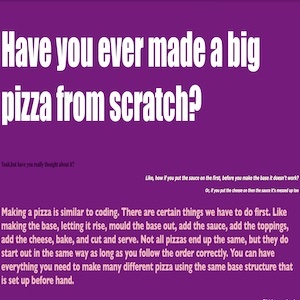 Have you ever made a big
pizza from scratch?
Yeah but have you really thought about it?
Like, how if you put the sauce on the first, before you make the base it doesn't work?
Or, if you put the cheese on then the sauce it's messed up too
Making a pizza is similar to coding. There are certain things we have to do first. Like
making the base, letting it rise, mould the base out, add the sauce, add the toppings,
add the cheese, bake, and cut and serve. Not all pizzas end up the same, but they do
start out in the same way as long as you follow the order correctly. You can have
everything you need to make many different pizza using the same base structure that
is set up before hand.